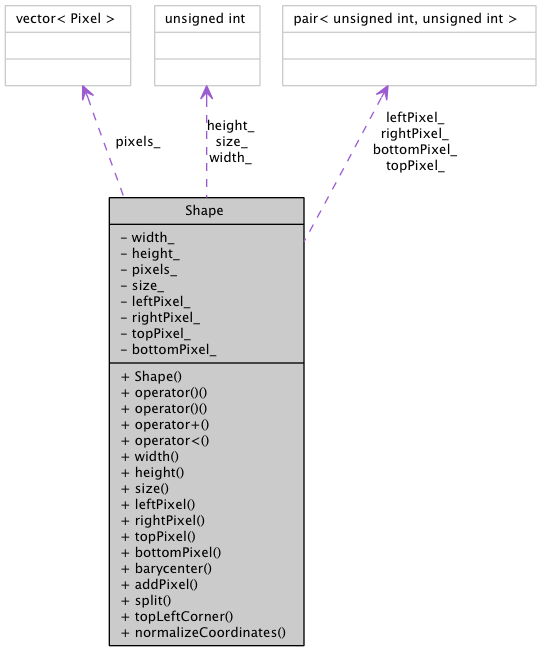 vector< Pixel >
unsigned int
pair< unsigned int, unsigned int >
pixels_
height_
size_
width_
leftPixel_
rightPixel_
bottomPixel_
topPixel_
Shape
- width_
- height_
- pixels_
- size_
- leftPixel_
- rightPixel_
- topPixel_
- bottomPixel_
+ Shape()
+ operator()()
+ operator()()
+ operator+()
+ operator<()
+ width()
+ height()
+ size()
+ leftPixel()
+ rightPixel()
+ topPixel()
+ bottomPixel()
+ barycenter()
+ addPixel()
+ split()
+ topLeftCorner()
+ normalizeCoordinates()